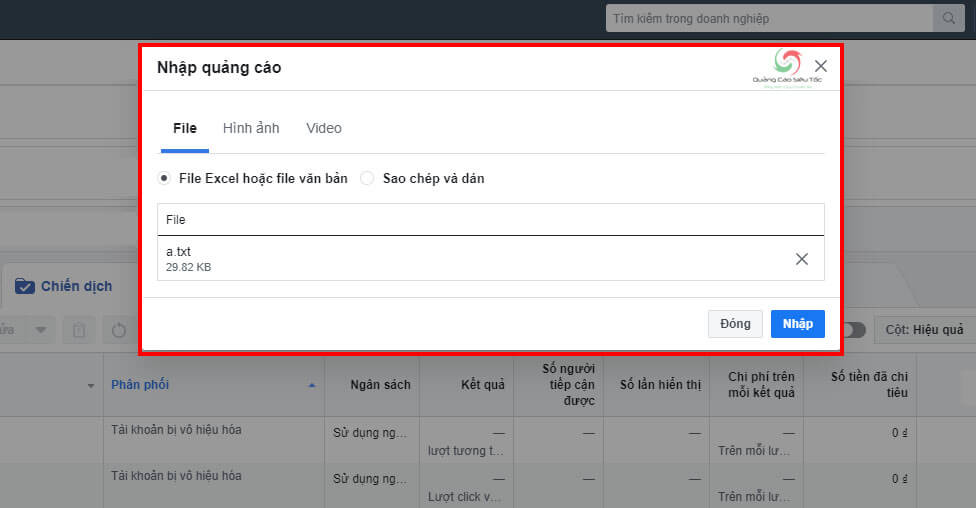 Tìm kiếm trong doanh nghiệp
Nhập quảng cáo
Quảng Cáo Siêu Tốc
File Hình ảnh Video
File Excel hoặc file văn bản Sao chép và dán
File
a.txt
29.82 KB
Chiến dịch
Đóng Nhập
ửa
Cột: Hiệu quả
Phân phối
Ngân sách
Kết quả
Số người
tiếp cận
được
Số lần hiển thị
Chi phí trên
mỗi kết quả
Số tiền đã chi
tiêu
Tài khoản bị vô hiệu hóa Sử dụng ng... — — — — 0 ₫
lượt tương t... Trên mỗi lư...
Tài khoản bị vô hiệu hóa Sử dụng ng... — — — — 0 ₫
Lượt click v... Trên mỗi lư...